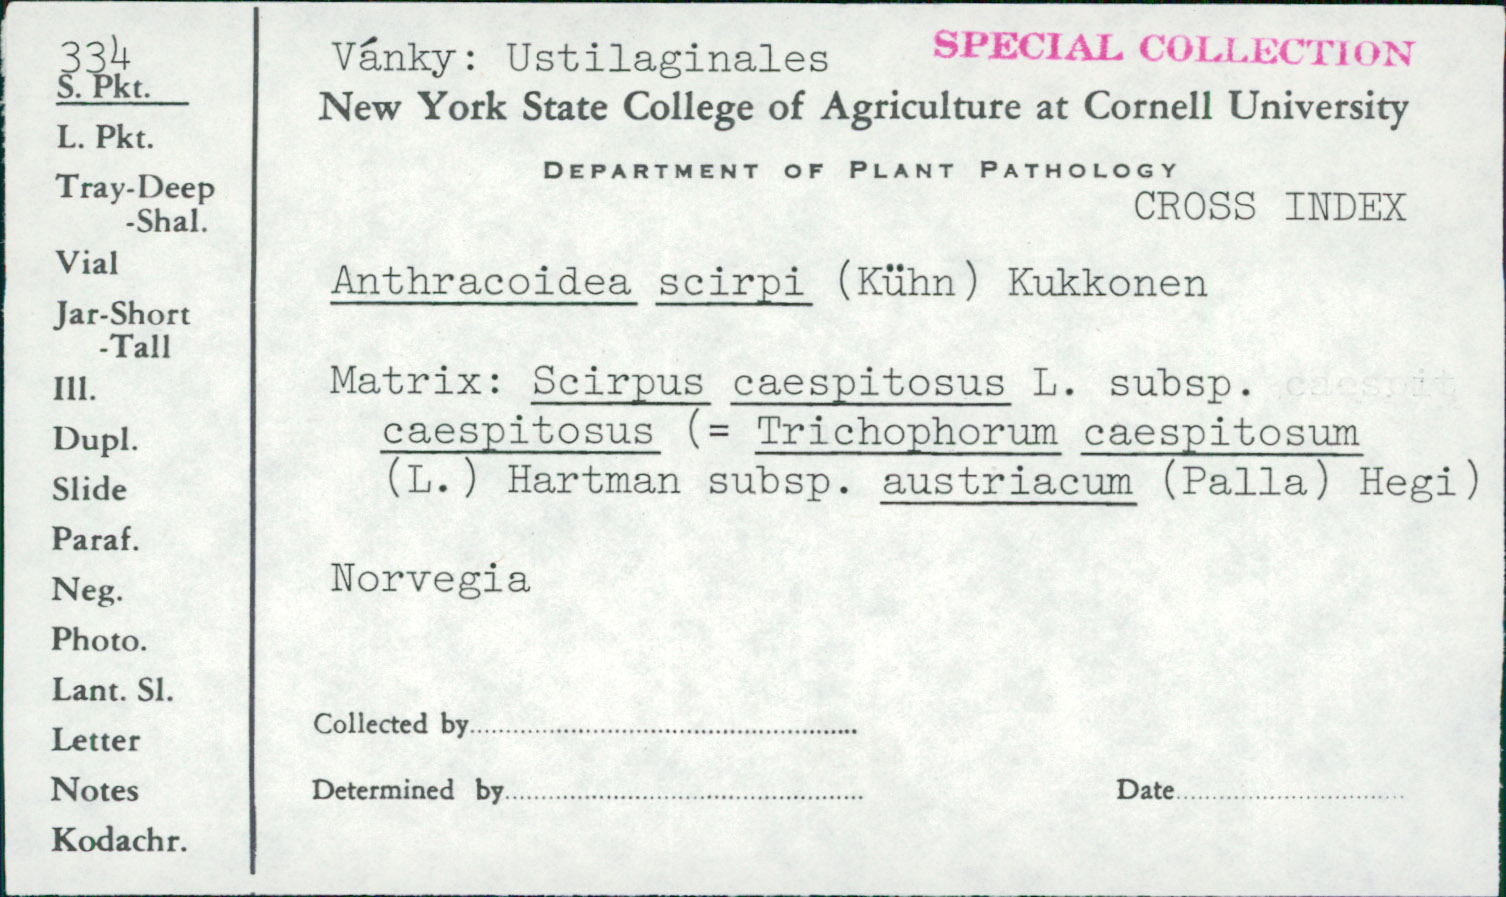 334
S. Pkt.
L. Pkt.
Tray-Deep
-Shal.
Vial
Jar-Short
-Tall
Ill.
Dupl.
Slide
Paraf.
Neg.
Photo.
Lant. Sl.
Letter
Notes
Kodachr.
Vánky: Ustilaginales SPECIAL COLLECTION
New York State College of Agriculture at Cornell University
DEPARTMENT OF PLANT PATHOLOGY
CROSS INDEX
Anthracoidea scirpi (Kühn) Kukkonen
Matrix: Scirpus caespitosus L. subsp. caespit
caespitosus (= Trichophorum caespitosum
(L.) Hartman subsp. austriacum (Palla) Hegi)
Norvegia
Collected by
Determined by Date